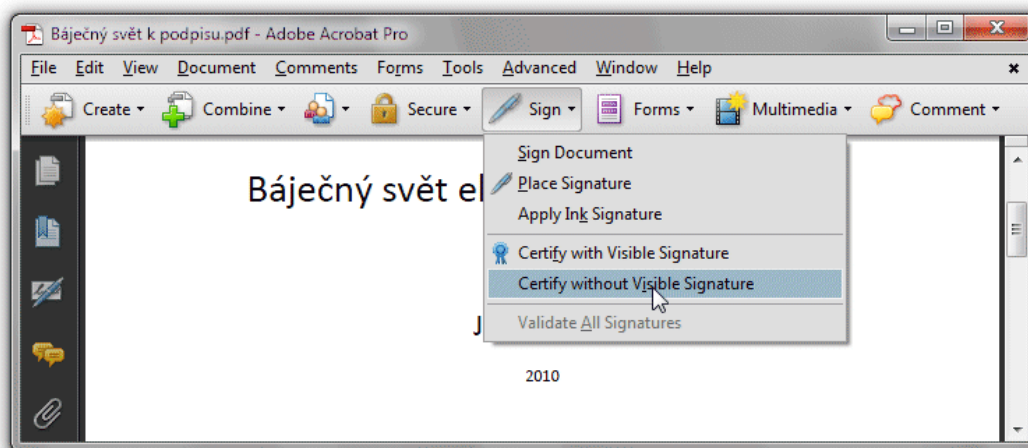 Báječný svět k podpisu.pdf - Adobe Acrobat Pro
File Edit View Document Comments Forms Tools Advanced Window Help
Create Combine Secure Sign Forms Multimedia Comment
Sign Document
Báječný svět el
Place Signature
Apply Ink Signature
Certify with Visible Signature
Certify without Visible Signature
J
Validate All Signatures
2010